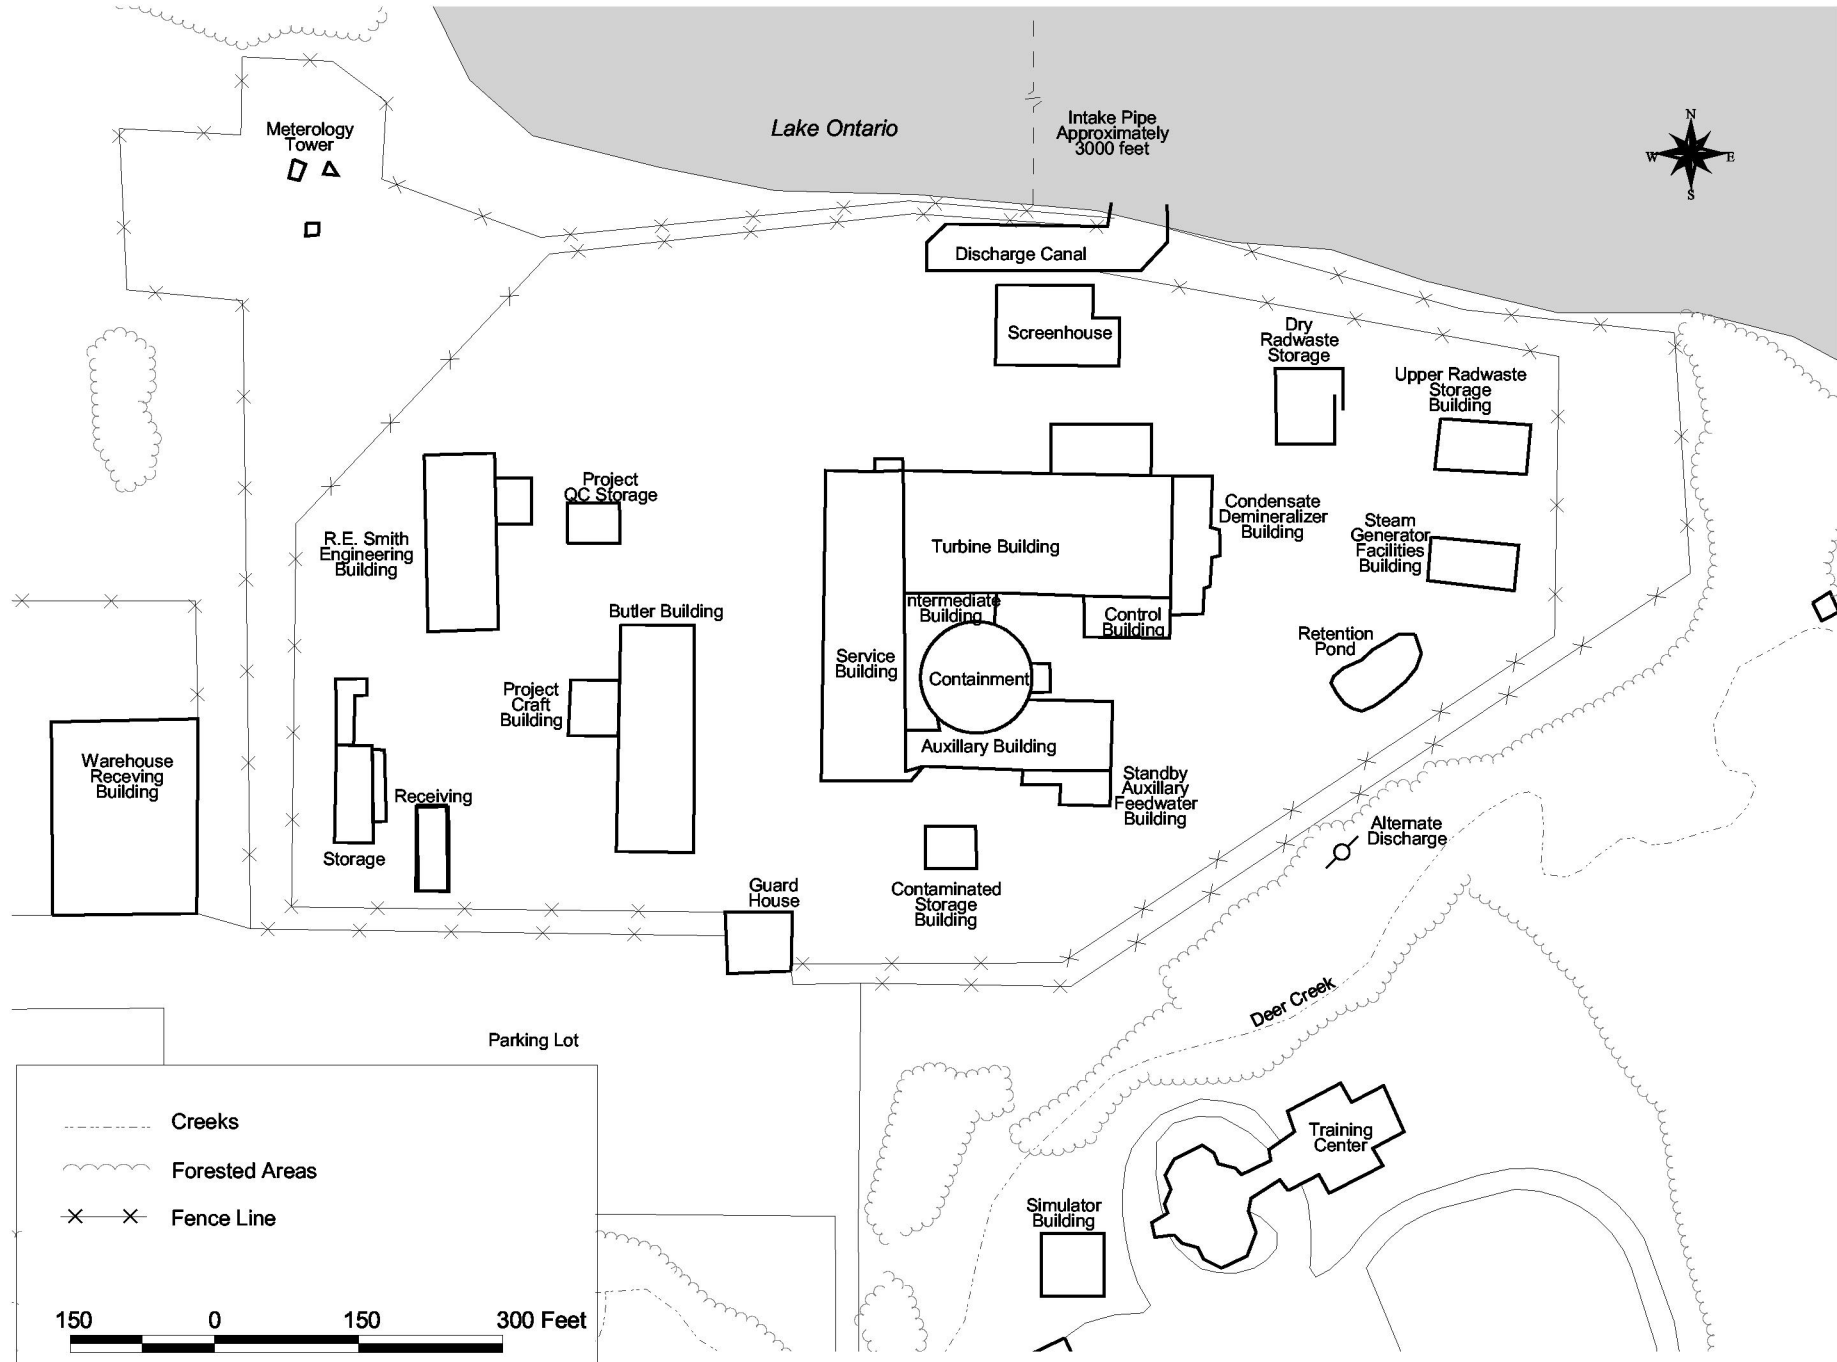 Meterology
Tower
Lake Ontario
Intake Pipe
Approximately
3000 feet
N
W
E
S
Discharge Canal
Screenhouse
Dry
Radwaste
Storage
Upper Radwaste
Storage
Building
Project
QC Storage
R.E. Smith
Engineering
Building
Condensate
Demineralizer
Building
Steam
Generator
Facilities
Building
Turbine Building
Butler Building
ntermediate
Building
Control
Building
Retention
Pond
Service
Building
Containment
Project
Craft
Building
Auxillary Building
Warehouse
Receving
Building
Receiving
Standby
Auxillary
Feedwater
Building
Alternate
Discharge
Storage
Guard
House
Contaminated
Storage
Building
Deer Creek
Parking Lot
Training
Center
Simulator
Building
Creeks
Forested Areas
Fence Line
150 0 150 300 Feet